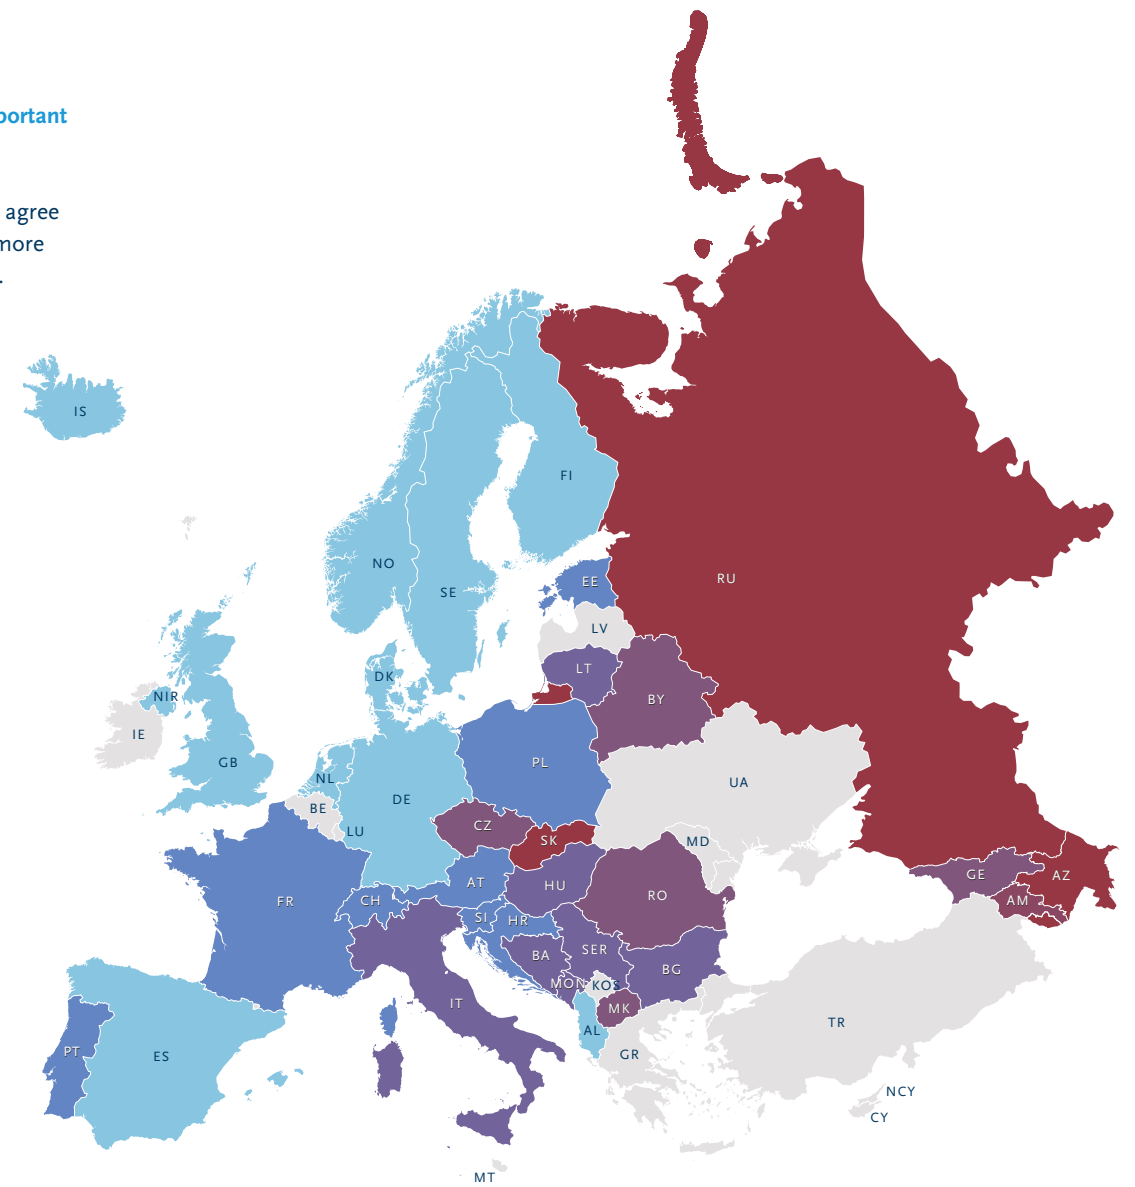 portant
agree
more
.
IS
FI
NO
SE
RU
EE
LV
LT
DK
BY
NIR
IE
GB
NL
PL
UA
BE
DE
LU
CZ
SK
MD
FR
CH
AT
HU
RO
GE
AZ
AM
SI
HR
BA
SER
BG
MON
KOS
IT
MK
AL
TR
PT
ES
GR
NCY
CY
MT